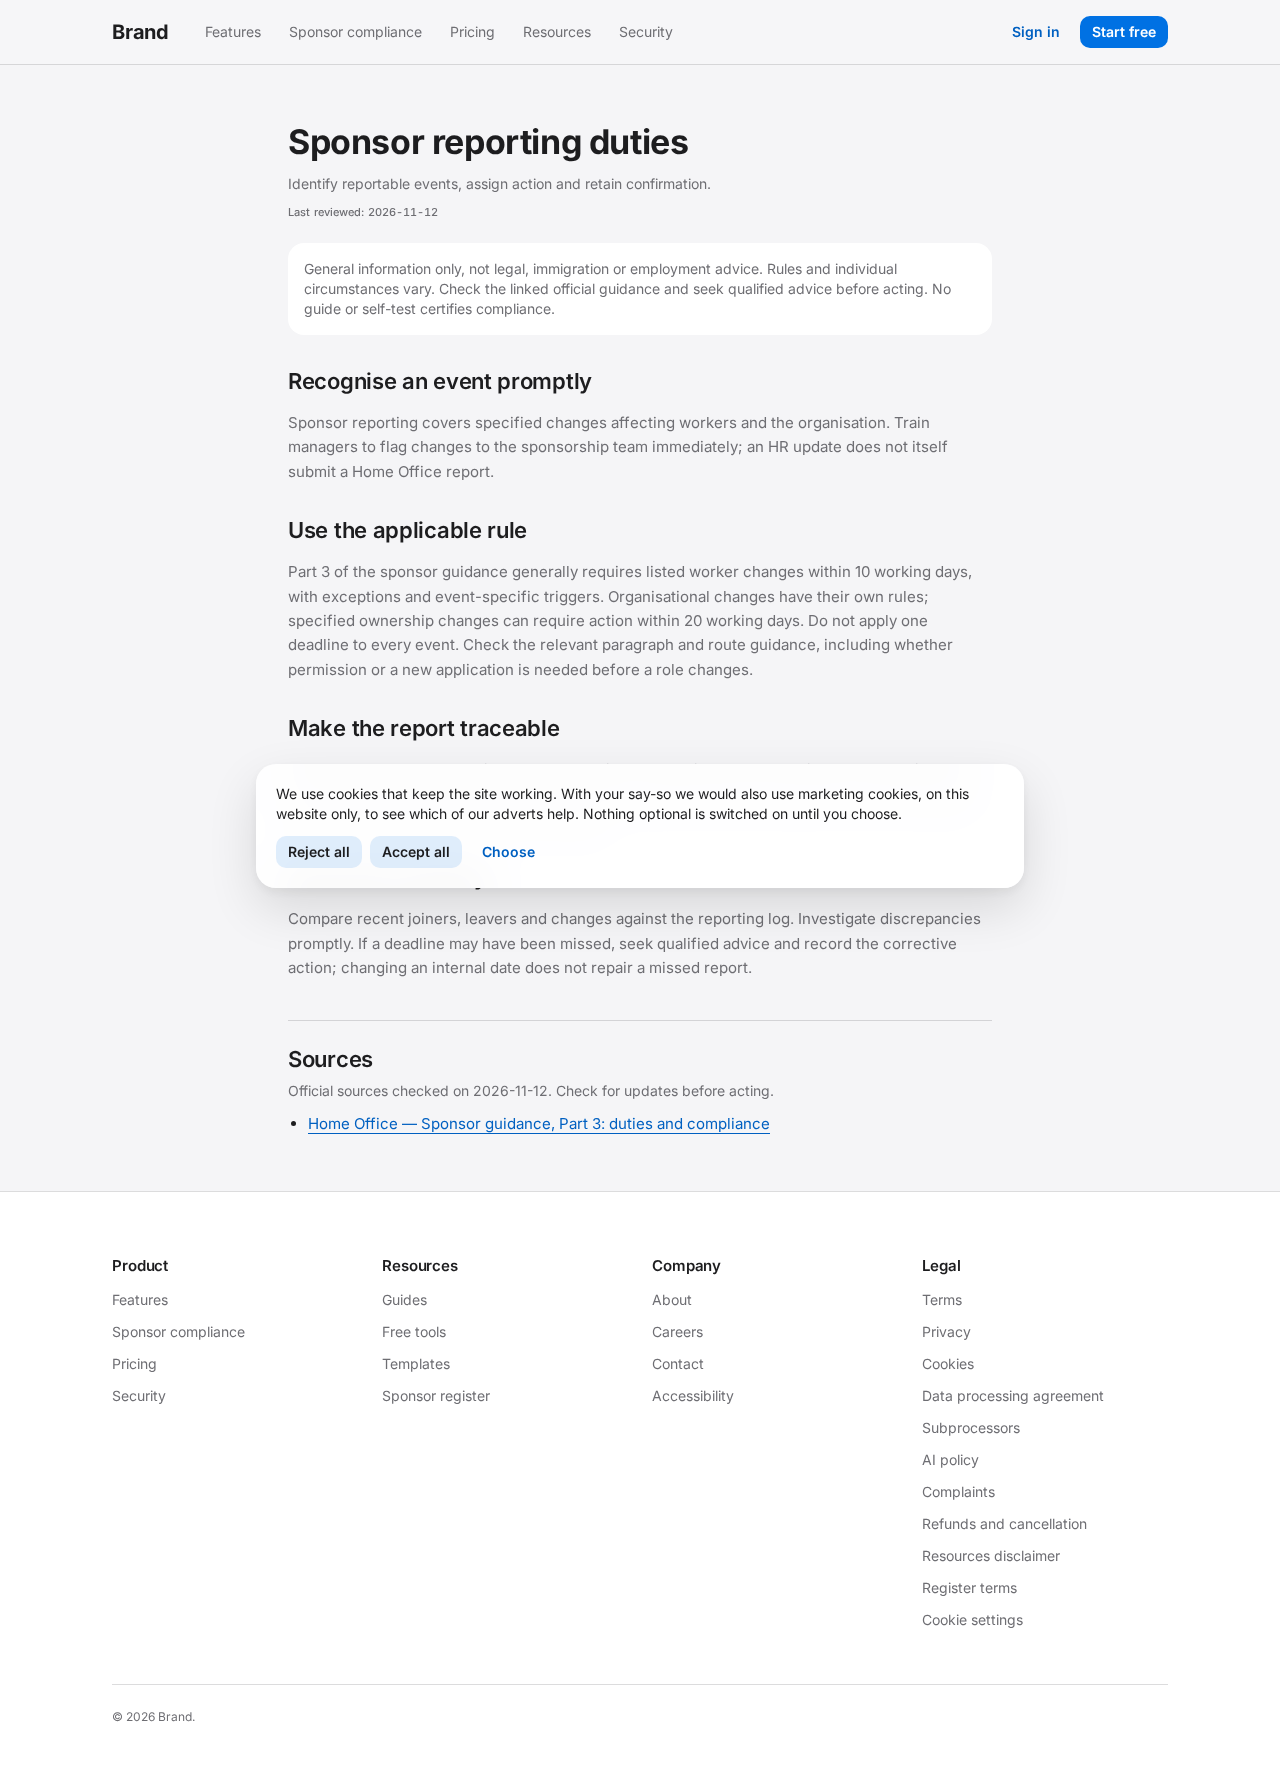 Brand
Features
Sponsor compliance
Pricing
Resources
Security
Sign in
Start free
Sponsor reporting duties
Identify reportable events, assign action and retain confirmation.
Last reviewed: 2026-11-12
General information only, not legal, immigration or employment advice. Rules and individual
circumstances vary. Check the linked official guidance and seek qualified advice before acting. No
guide or self-test certifies compliance.
Recognise an event promptly
Sponsor reporting covers specified changes affecting workers and the organisation. Train
managers to flag changes to the sponsorship team immediately; an HR update does not itself
submit a Home Office report.
Use the applicable rule
Part 3 of the sponsor guidance generally requires listed worker changes within 10 working days,
with exceptions and event-specific triggers. Organisational changes have their own rules;
specified ownership changes can require action within 20 working days. Do not apply one
deadline to every event. Check the relevant paragraph and route guidance, including whether
permission or a new application is needed before a role changes.
Make the report traceable
We use cookies that keep the site working. With your say-so we would also use marketing cookies, on this
website only, to see which of our adverts help. Nothing optional is switched on until you choose.
Reject all
Accept all
Choose
Compare recent joiners, leavers and changes against the reporting log. Investigate discrepancies
promptly. If a deadline may have been missed, seek qualified advice and record the corrective
action; changing an internal date does not repair a missed report.
Sources
Official sources checked on 2026-11-12. Check for updates before acting.
Home Office — Sponsor guidance, Part 3: duties and compliance
Product
Features
Sponsor compliance
Pricing
Security
Resources
Guides
Free tools
Templates
Sponsor register
Company
About
Careers
Contact
Accessibility
Legal
Terms
Privacy
Cookies
Data processing agreement
Subprocessors
AI policy
Complaints
Refunds and cancellation
Resources disclaimer
Register terms
Cookie settings
© 2026 Brand.